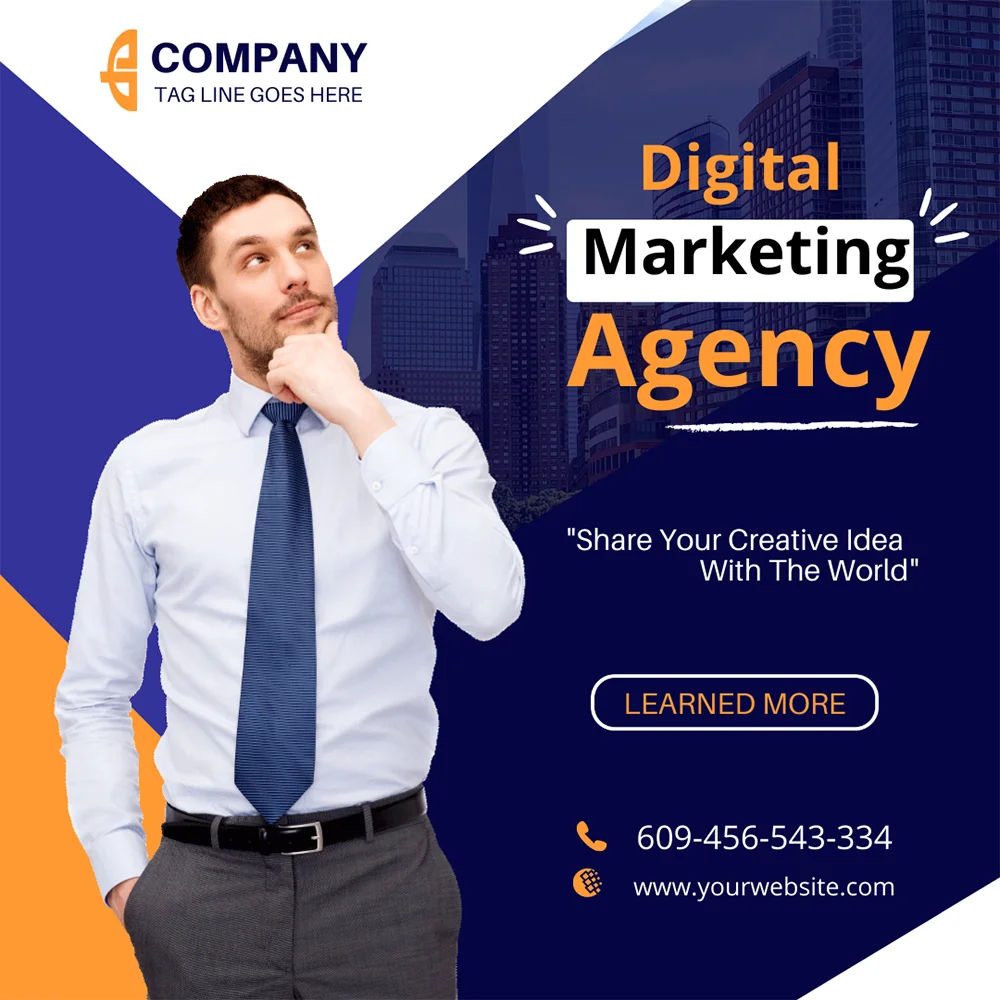 COMPANY
TAG LINE GOES HERE
Digital
Marketing
Agency
"Share Your Creative Idea
With The World"
LEARNED MORE
609-456-543-334
www.yourwebsite.com